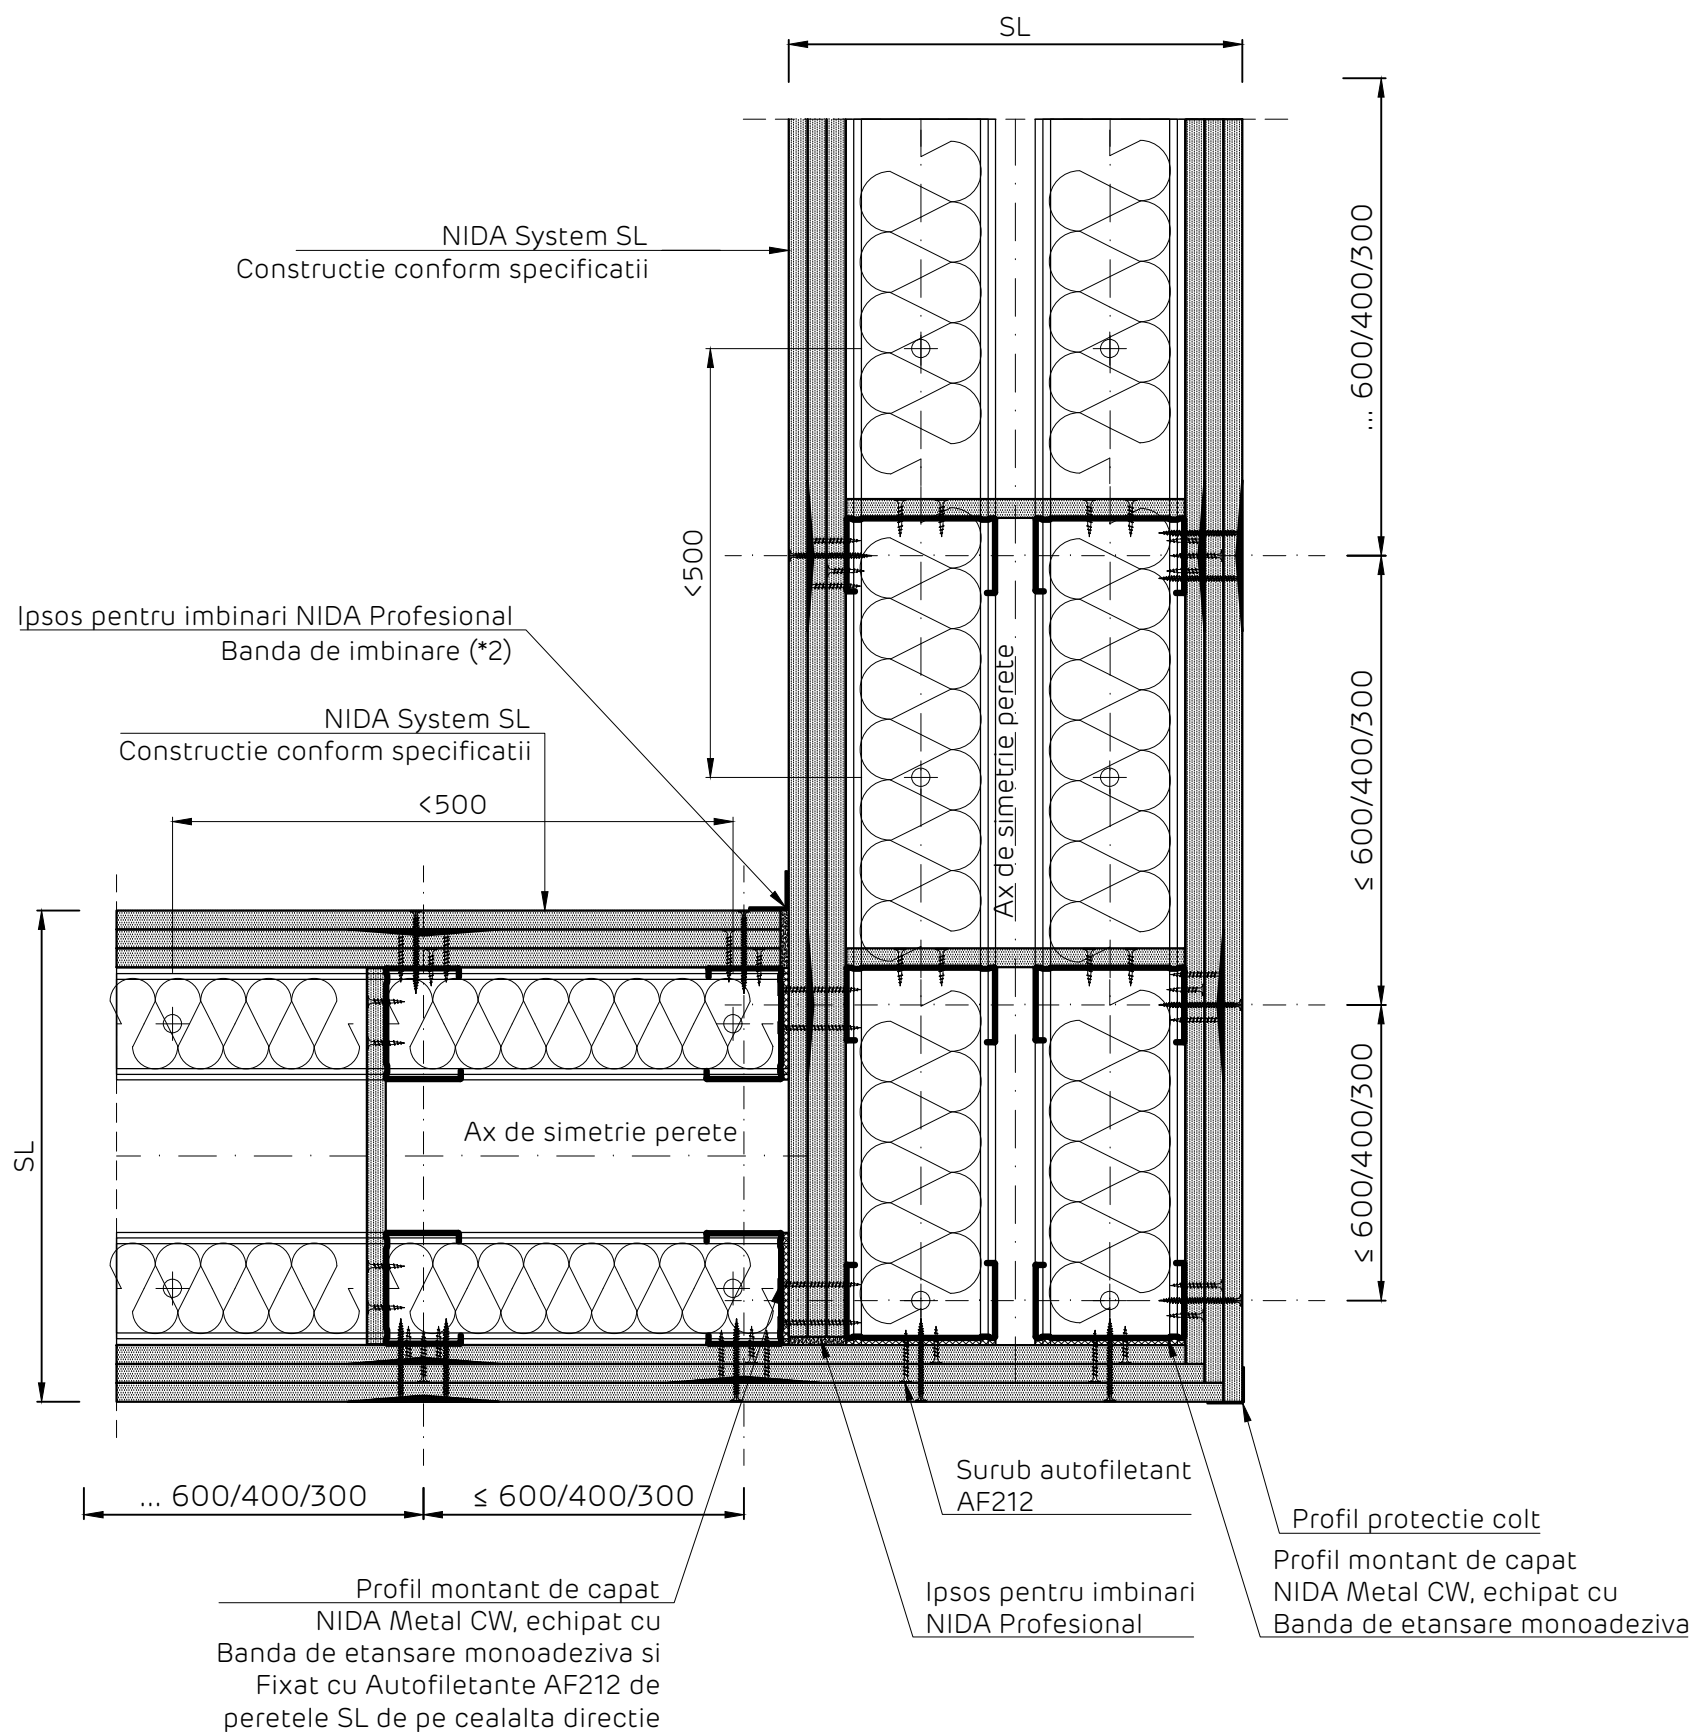 SL
... 600/400/300
NIDA System SL
Constructie conform specificatii
<500
Ipsos pentru imbinari NIDA Profesional
Banda de imbinare (*2)
Ax de simetrie perete
≤ 600/400/300
NIDA System SL
Constructie conform specificatii
<500
SL
Ax de simetrie perete
≤ 600/400/300
... 600/400/300
≤ 600/400/300
Surub autofiletant
AF212
Profil protectie colt
Profil montant de capat
NIDA Metal CW, echipat cu
Banda de etansare monoadeziva si
Fixat cu Autofiletante AF212 de
peretele SL de pe cealalta directie
Ipsos pentru imbinari
NIDA Profesional
Profil montant de capat
NIDA Metal CW, echipat cu
Banda de etansare monoadeziva